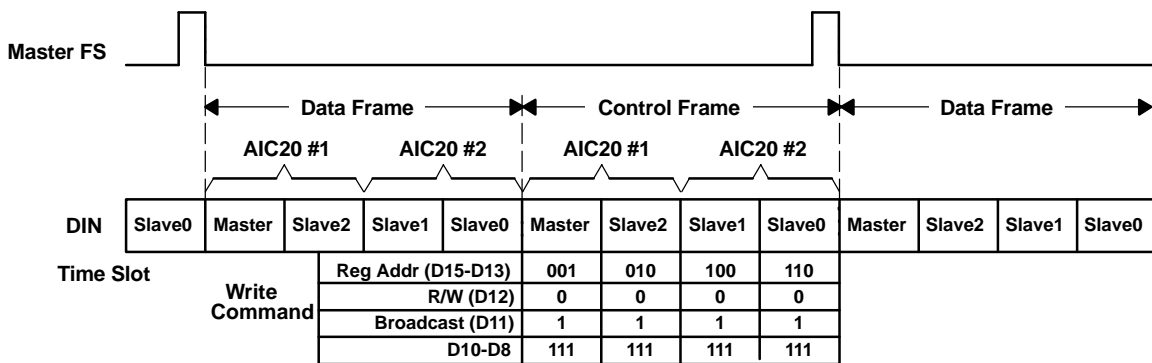 Master FS
Data Frame Control Frame Data Frame
AIC20 #1 AIC20 #2 AIC20 #1 AIC20 #2
DIN Slave0 Master Slave2 Slave1 Slave0 Master Slave2 Slave1 Slave0 Master Slave2 Slave1 Slave0
Time Slot
Write
Command
Reg Addr (D15-D13) 001 010 100 110
R/W (D12) 0 0 0 0
Broadcast (D11) 1 1 1 1
D10-D8 111 111 111 111